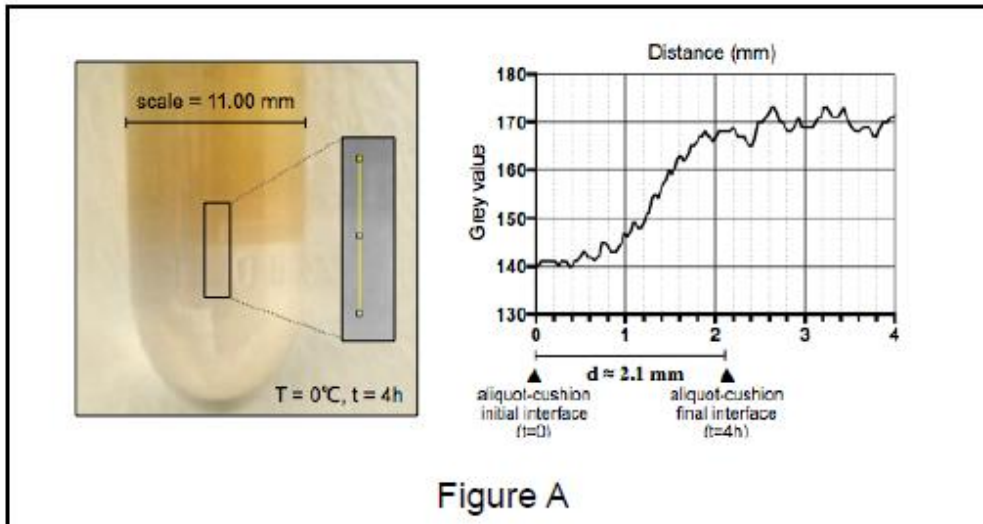 scale = 11.00 mm
T = 0℃, t = 4h
Distance (mm)
180
170
160
150
140
130
Grey value
0
1
2
3
4
d ≈ 2.1 mm
aliquot-cushion
initial interface
(t=0)
aliquot-cushion
final interface
(t=4h)
Figure A